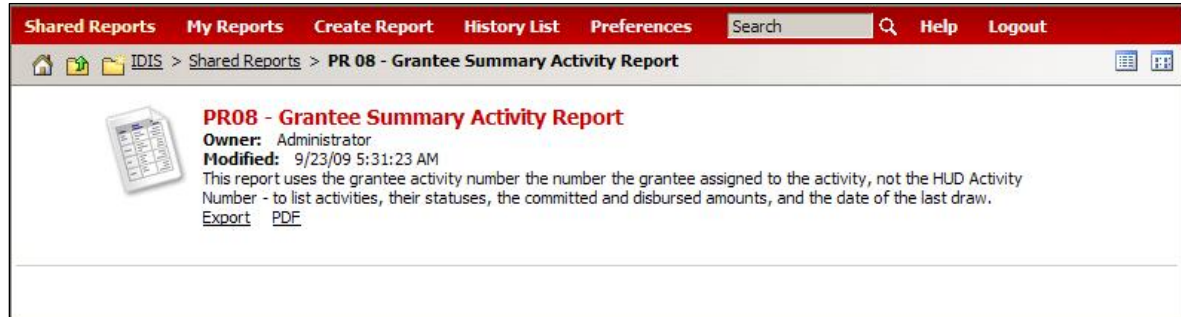 Shared Reports My Reports Create Report History List Preferences Search Help Logout
IDIS > Shared Reports > PR 08 - Grantee Summary Activity Report
PR08 - Grantee Summary Activity Report
Owner: Administrator
Modified: 9/23/09 5:31:23 AM
This report uses the grantee activity number the number the grantee assigned to the activity, not the HUD Activity
Number - to list activities, their statuses, the committed and disbursed amounts, and the date of the last draw.
Export PDF